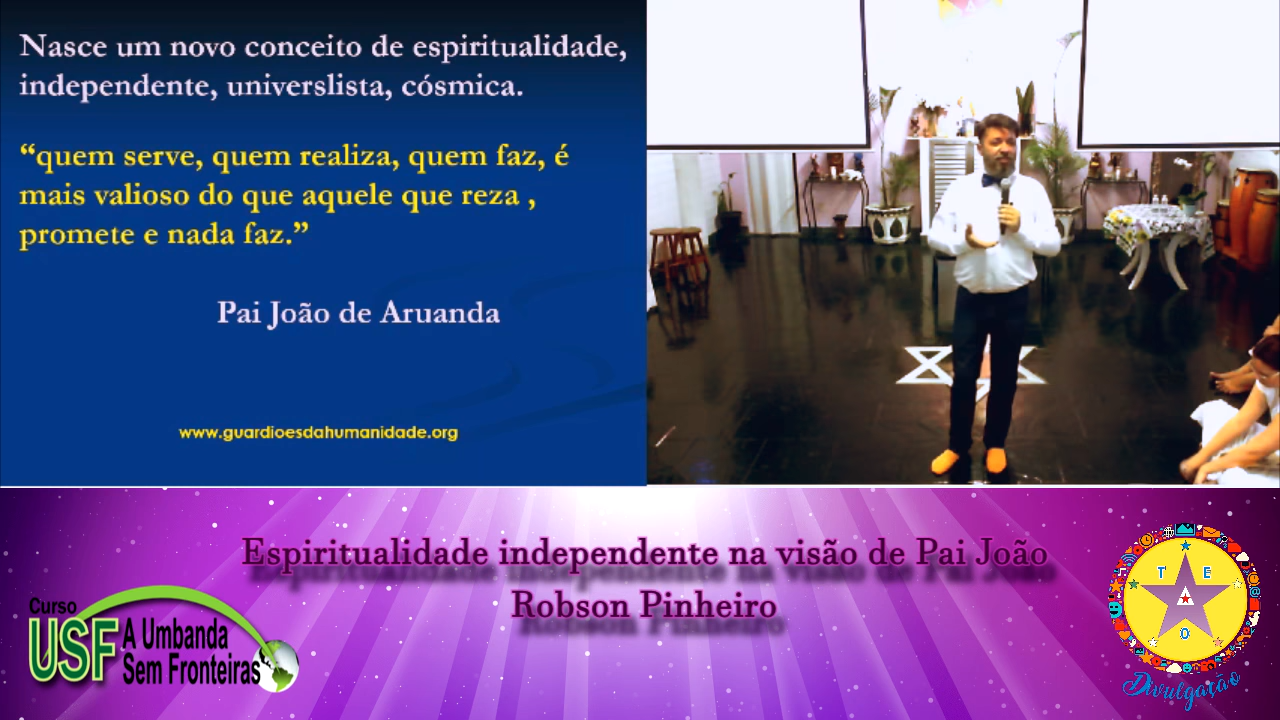 Nasce um novo conceito de espiritualidade,
independente, universlista, cósmica.
“quem serve, quem realiza, quem faz, é
mais valioso do que aquele que reza ,
promete e nada faz.”
Pai João de Aruanda
www.guardioesdahumanidade.org
Espiritualidade independente na visão de Pai João
Robson Pinheiro
Curso
USF A Umbanda
Sem Fronteiras
T E
A
O
Divulgação